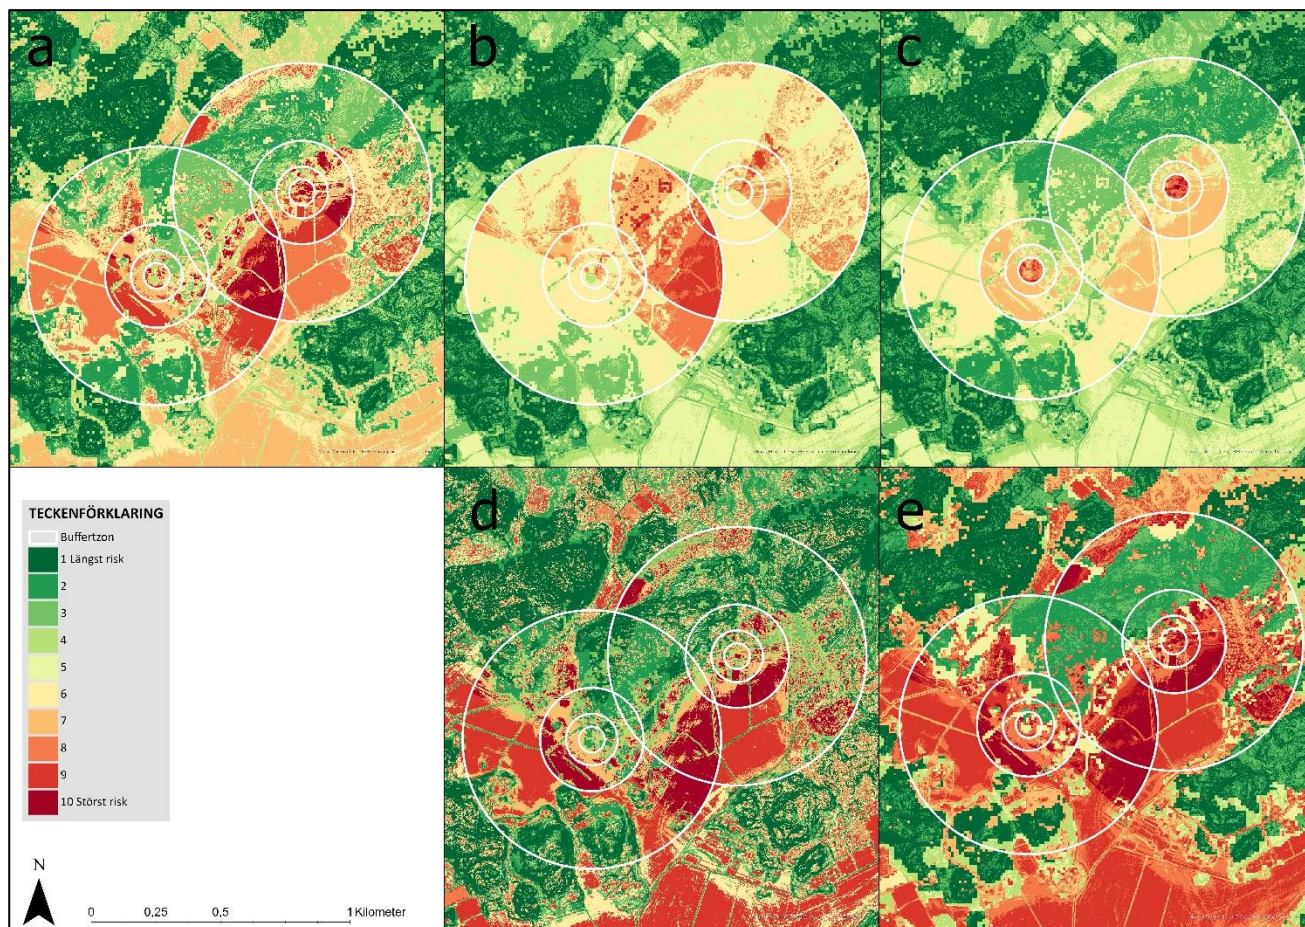 a
b
c
d
e
TECKENFÖRKLARING
Buffertzon
1 Längst risk
2
3
4
5
6
7
8
9
10 Störst risk
N
0
0,25
0,5
1 Kilometer